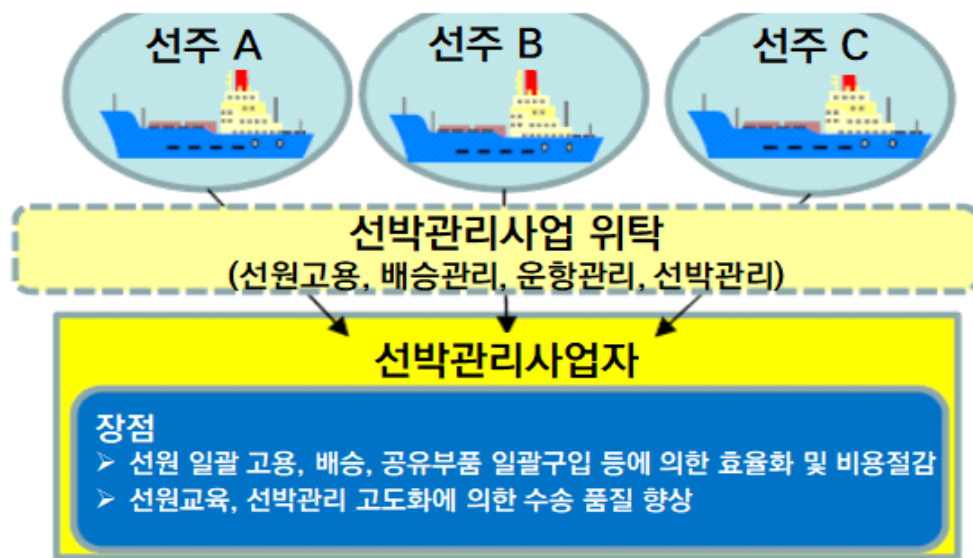 선주 A
선주 B
선주 C
선박관리사업 위탁
(선원고용, 배승관리, 운항관리, 선박관리)
선박관리사업자
장점
➢ 선원 일괄 고용, 배승, 공유부품 일괄구입 등에 의한 효율화 및 비용절감
➢ 선원교육, 선박관리 고도화에 의한 수송 품질 향상